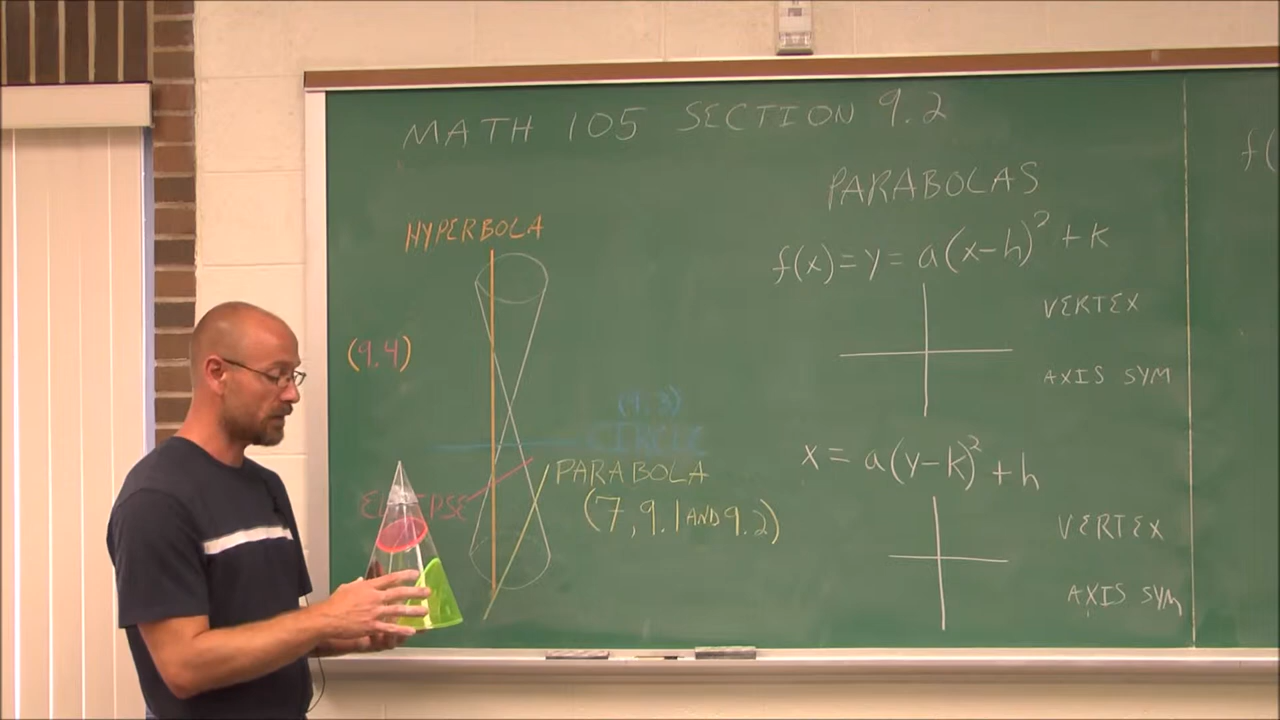 MATH 105 SECTION 9.2
HYPERBOLA
(9.4)
(9.3)
CIRCLE
ELLIPSE
PARABOLA
(7, 9.1 AND 9.2)
PARABOLAS
f(x) = y = a(x-h)² + k
VERTEX
AXIS SYM
x = a(y-k)² + h
VERTEX
AXIS SYM
f(